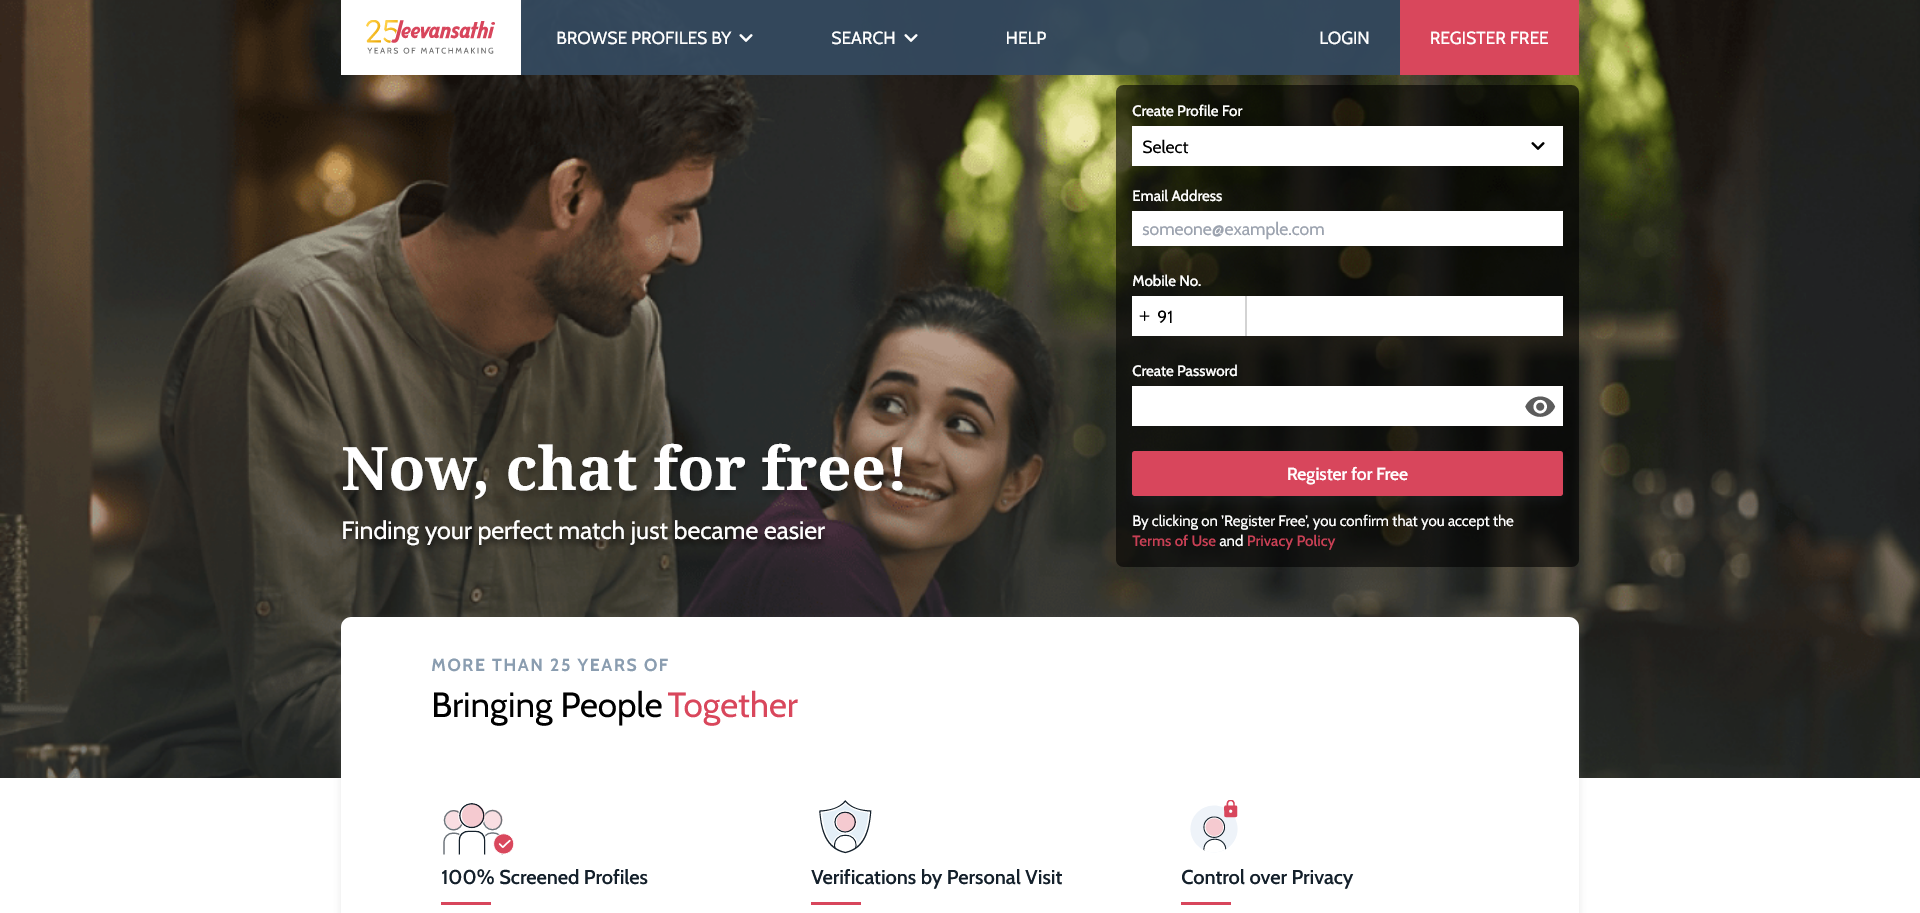 25 Jeevansathi
YEARS OF MATCHMAKING
BROWSE PROFILES BY
SEARCH
HELP
LOGIN
REGISTER FREE
Create Profile For
Select
Email Address
someone@example.com
Mobile No.
+ 91
Create Password
Register for Free
By clicking on 'Register Free', you confirm that you accept the
Terms of Use and Privacy Policy
Now, chat for free!
Finding your perfect match just became easier
MORE THAN 25 YEARS OF
Bringing People Together
100% Screened Profiles
Verifications by Personal Visit
Control over Privacy